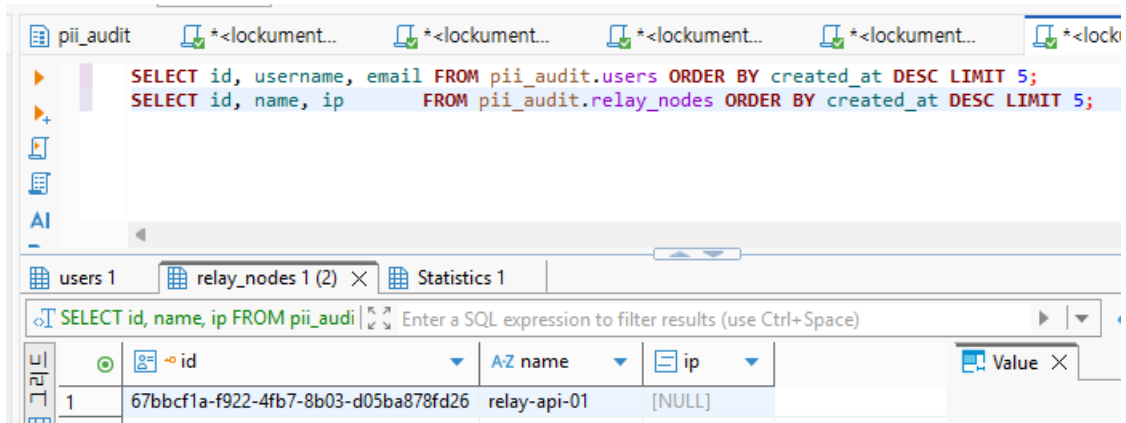 pii_audit *<lockument... *<lockument... *<lockument... *<lockument... *<lock
SELECT id, username, email FROM pii_audit.users ORDER BY created_at DESC LIMIT 5;
SELECT id, name, ip FROM pii_audit.relay_nodes ORDER BY created_at DESC LIMIT 5;
AI
users 1 relay_nodes 1 (2) Statistics 1
SELECT id, name, ip FROM pii_audi Enter a SQL expression to filter results (use Ctrl+Space)
id A-Z name ip Value
1 67bbcf1a-f922-4fb7-8b03-d05ba878fd26 relay-api-01 [NULL]